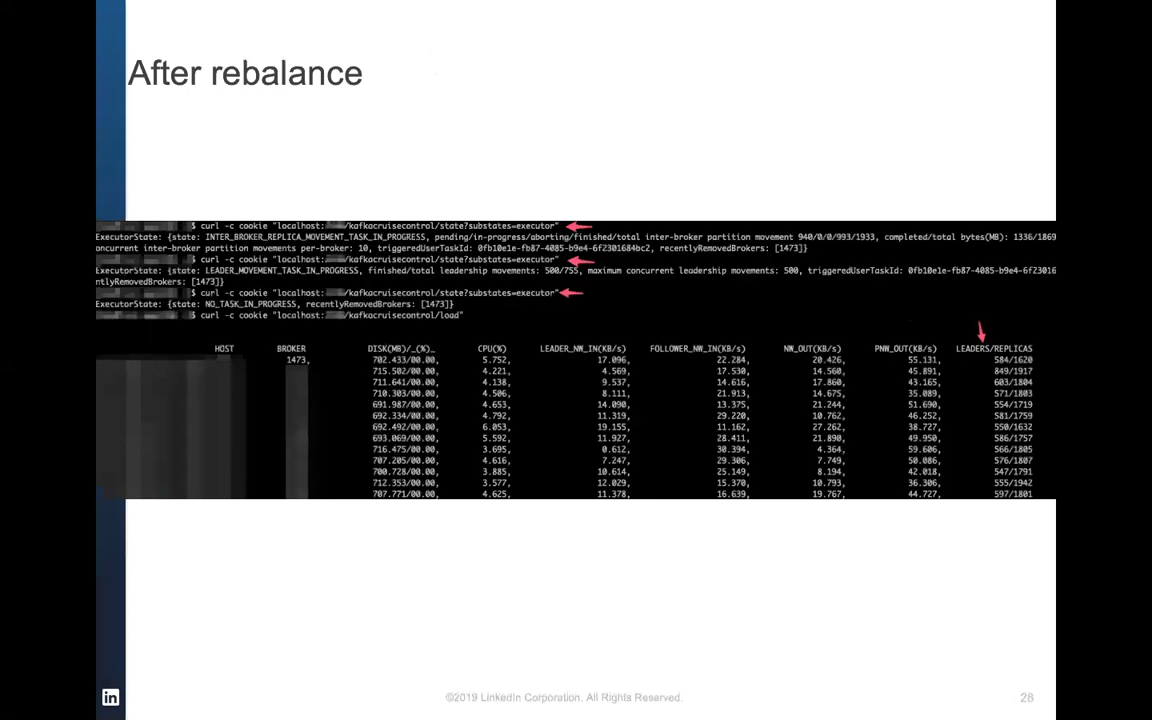 After rebalance
$ curl -c cookie "localhost: /kafkacruisecontrol/state?substates=executor"
ExecutorState: {state: INTER_BROKER_REPLICA_MOVEMENT_TASK_IN_PROGRESS, pending/in-progress/aborting/finished/total inter-broker partition movement 940/0/0/993/1933, completed/total bytes(MB): 1336/1869
concurrent inter-broker partition movements per-broker: 10, triggeredUserTaskId: 0fb10e1e-fb87-4085-b9e4-6f2301684bc2, recentlyRemovedBrokers: [1473]}
$ curl -c cookie "localhost: /kafkacruisecontrol/state?substates=executor"
ExecutorState: {state: LEADER_MOVEMENT_TASK_IN_PROGRESS, finished/total leadership movements: 500/755, maximum concurrent leadership movements: 500, triggeredUserTaskId: 0fb10e1e-fb87-4085-b9e4-6f23016
ntlyRemovedBrokers: [1473]}
$ curl -c cookie "localhost: /kafkacruisecontrol/state?substates=executor"
ExecutorState: {state: NO_TASK_IN_PROGRESS, recentlyRemovedBrokers: [1473]}
$ curl -c cookie "localhost: /kafkacruisecontrol/load"
HOST BROKER DISK(MB)/_(%)_ CPU(%) LEADER_NW_IN(KB/s) FOLLOWER_NW_IN(KB/s) NW_OUT(KB/s) PNW_OUT(KB/s) LEADERS/REPLICAS
1473, 702.433/00.00, 5.752, 17.096, 22.284, 20.426, 55.131, 584/1620
715.502/00.00, 4.221, 4.569, 17.530, 14.560, 45.891, 849/1917
711.641/00.00, 4.138, 9.537, 14.616, 17.860, 43.165, 603/1804
710.303/00.00, 4.506, 8.111, 21.913, 14.675, 35.089, 571/1803
691.987/00.00, 4.653, 14.090, 13.375, 21.244, 51.690, 554/1719
692.334/00.00, 4.792, 11.319, 29.220, 10.762, 46.252, 581/1759
692.492/00.00, 6.053, 19.155, 11.162, 27.262, 38.727, 550/1632
693.069/00.00, 5.592, 11.927, 28.411, 21.890, 49.950, 586/1757
716.475/00.00, 3.695, 0.612, 30.394, 4.364, 59.606, 566/1805
707.205/00.00, 4.616, 7.247, 29.306, 7.749, 50.086, 576/1807
700.728/00.00, 3.885, 10.614, 25.149, 8.194, 42.018, 547/1791
712.353/00.00, 3.577, 12.029, 15.370, 10.793, 36.306, 555/1942
707.771/00.00, 4.625, 11.378, 16.639, 19.767, 44.727, 597/1801
in
©2019 LinkedIn Corporation. All Rights Reserved.
28